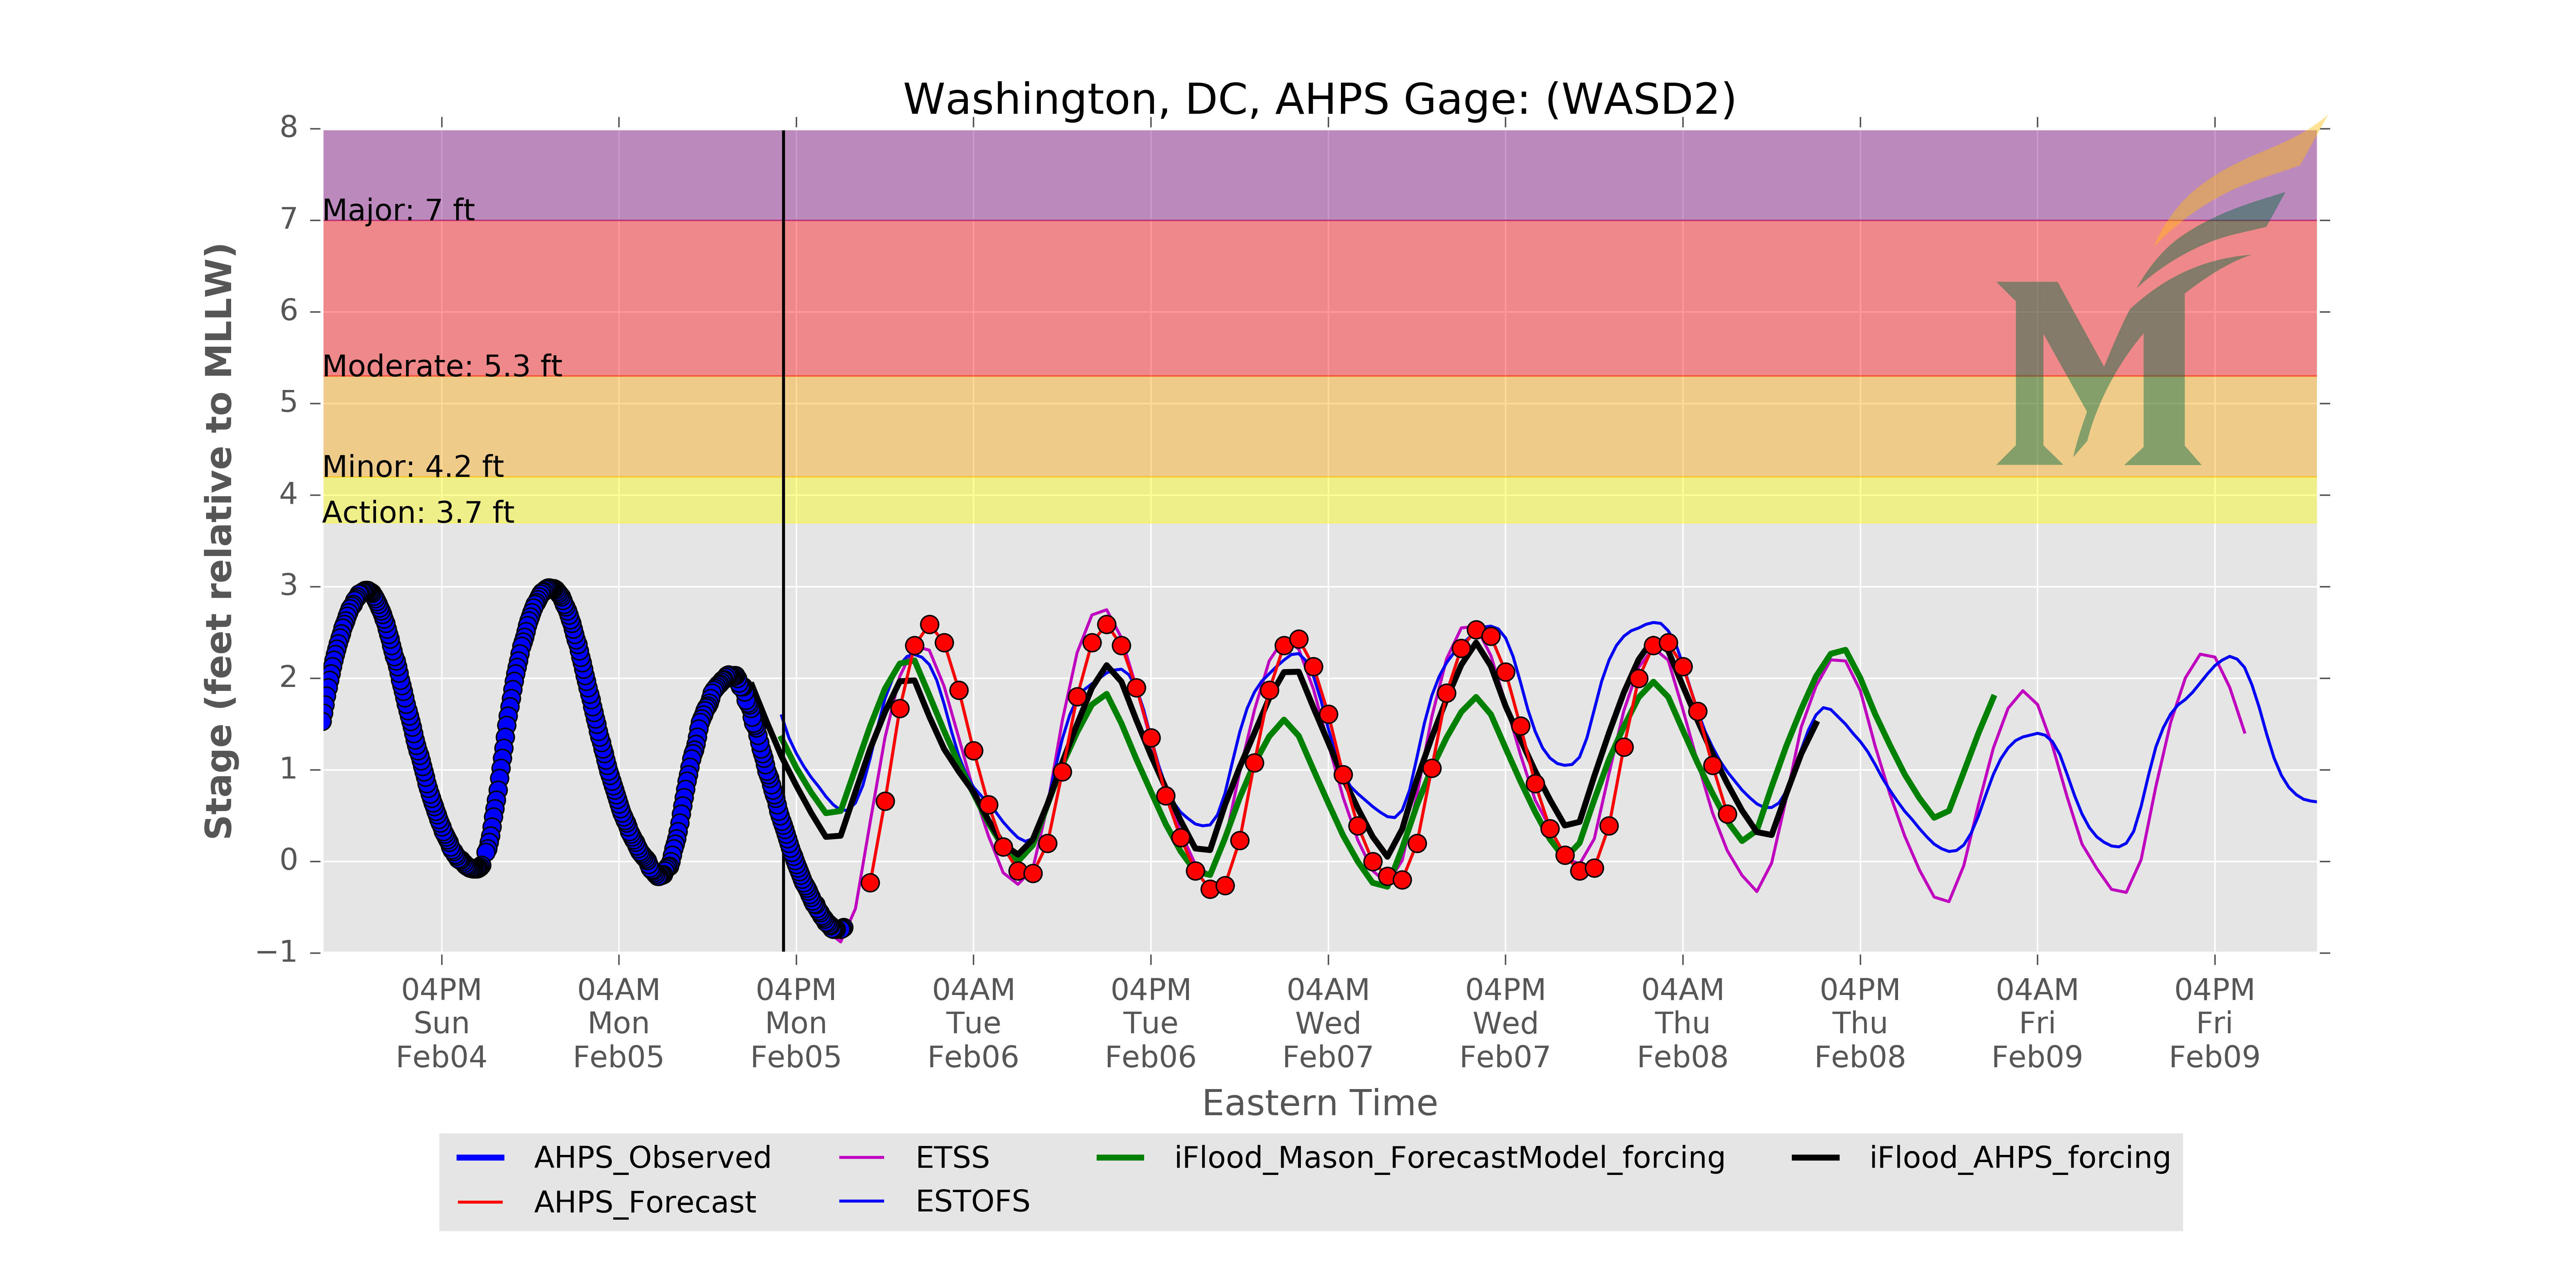 Washington, DC, AHPS Gage: (WASD2)
Stage (feet relative to MLLW)
8
7
6
5
4
3
2
1
0
−1
Major: 7 ft
Moderate: 5.3 ft
Minor: 4.2 ft
Action: 3.7 ft
M
04PM 04AM 04PM 04AM 04PM 04AM 04PM 04AM 04PM 04AM 04PM
Sun Mon Mon Tue Tue Wed Wed Thu Thu Fri Fri
Feb04 Feb05 Feb05 Feb06 Feb06 Feb07 Feb07 Feb08 Feb08 Feb09 Feb09
Eastern Time
AHPS_Observed ETSS iFlood_Mason_ForecastModel_forcing iFlood_AHPS_forcing
AHPS_Forecast ESTOFS